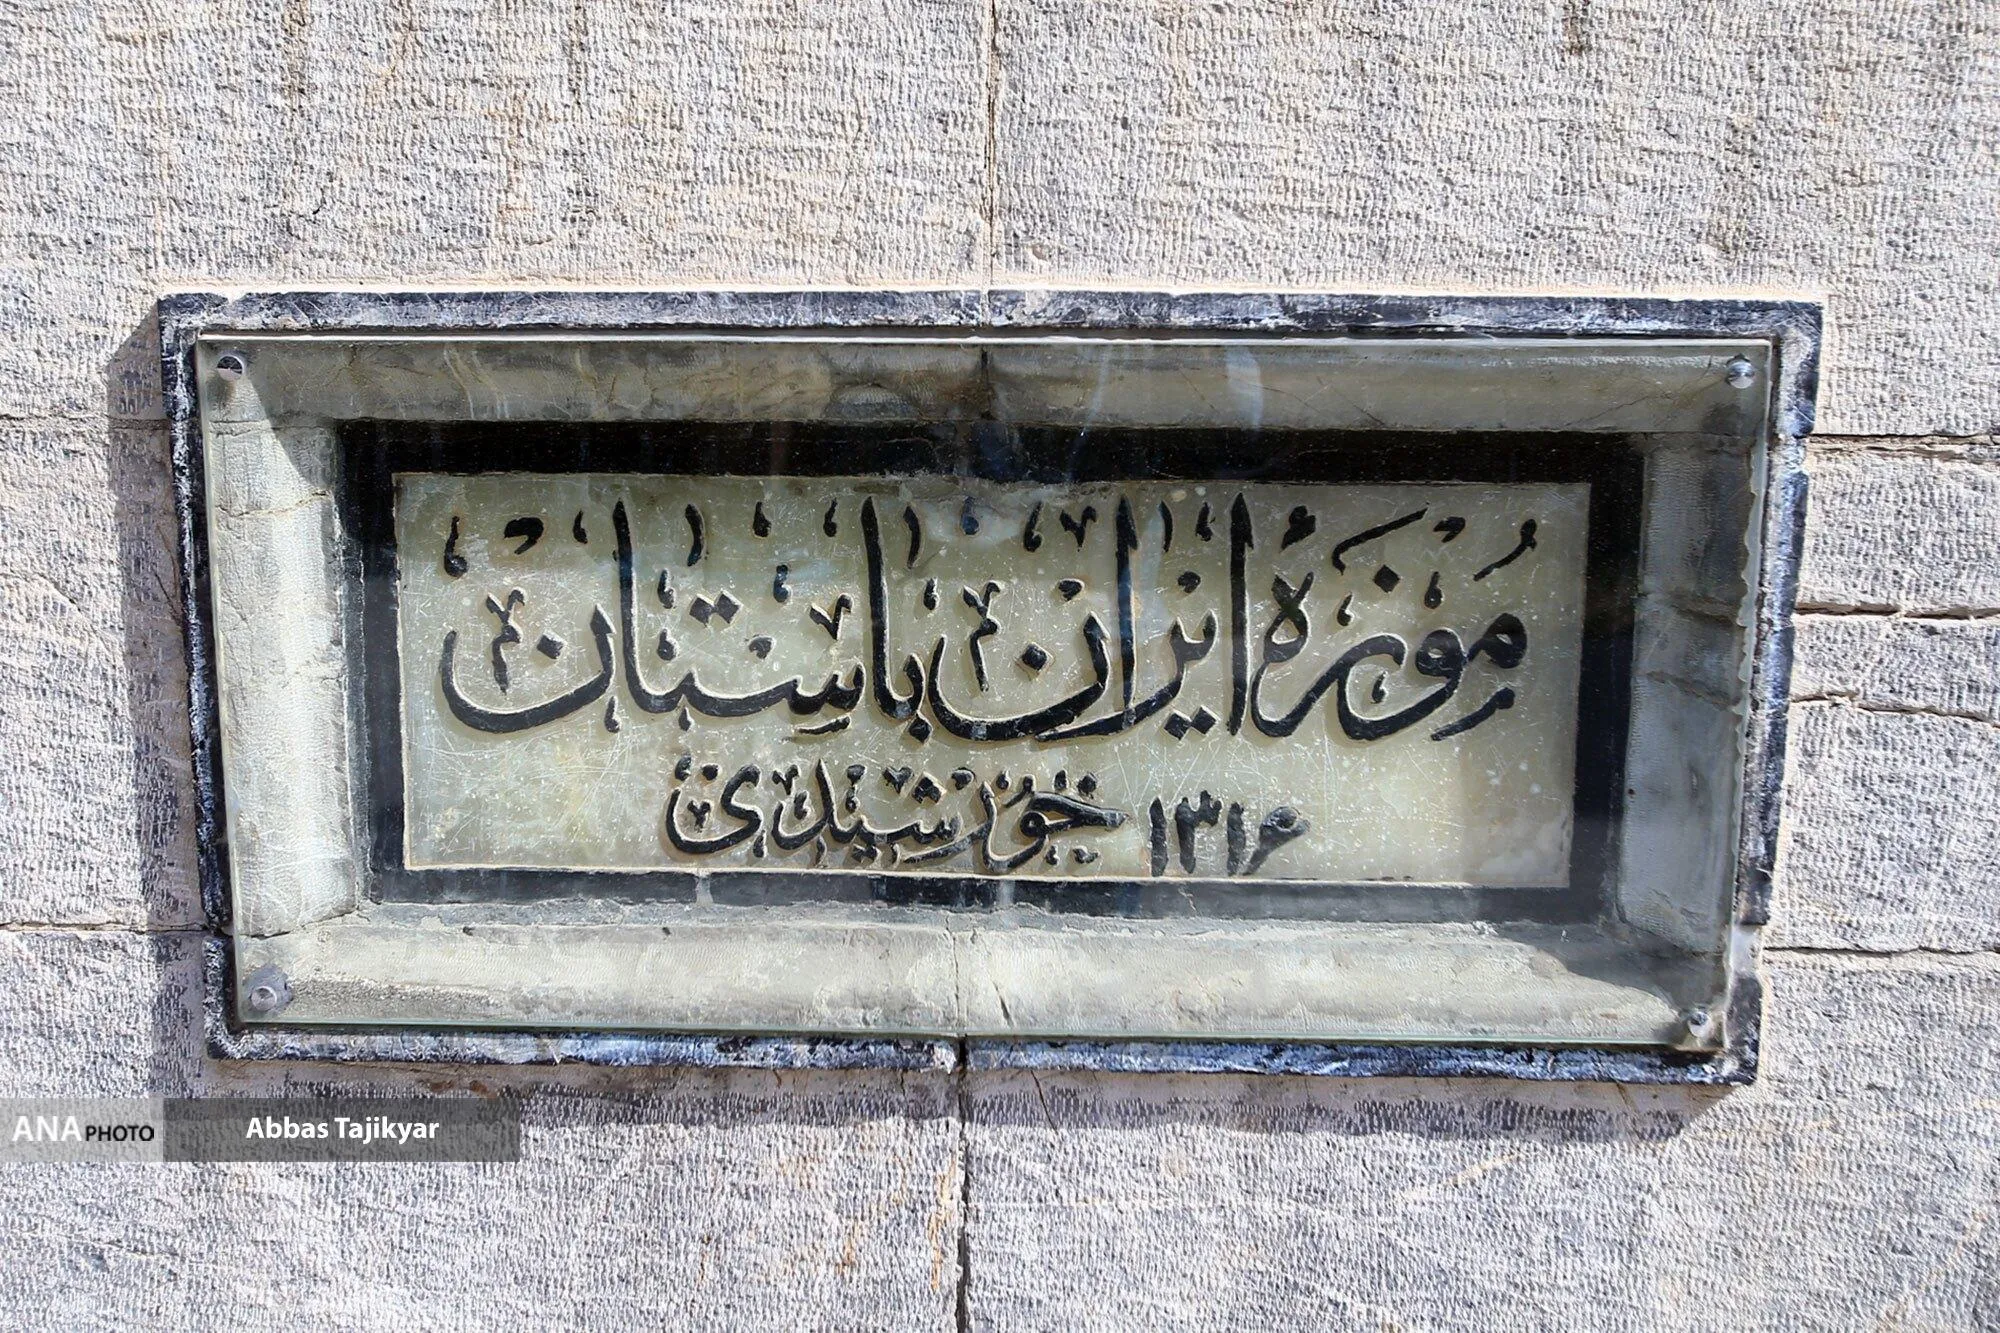 موزهٔ ایران باستان
۱۳۱۶ خورشیدی
ANA PHOTO Abbas Tajikyar